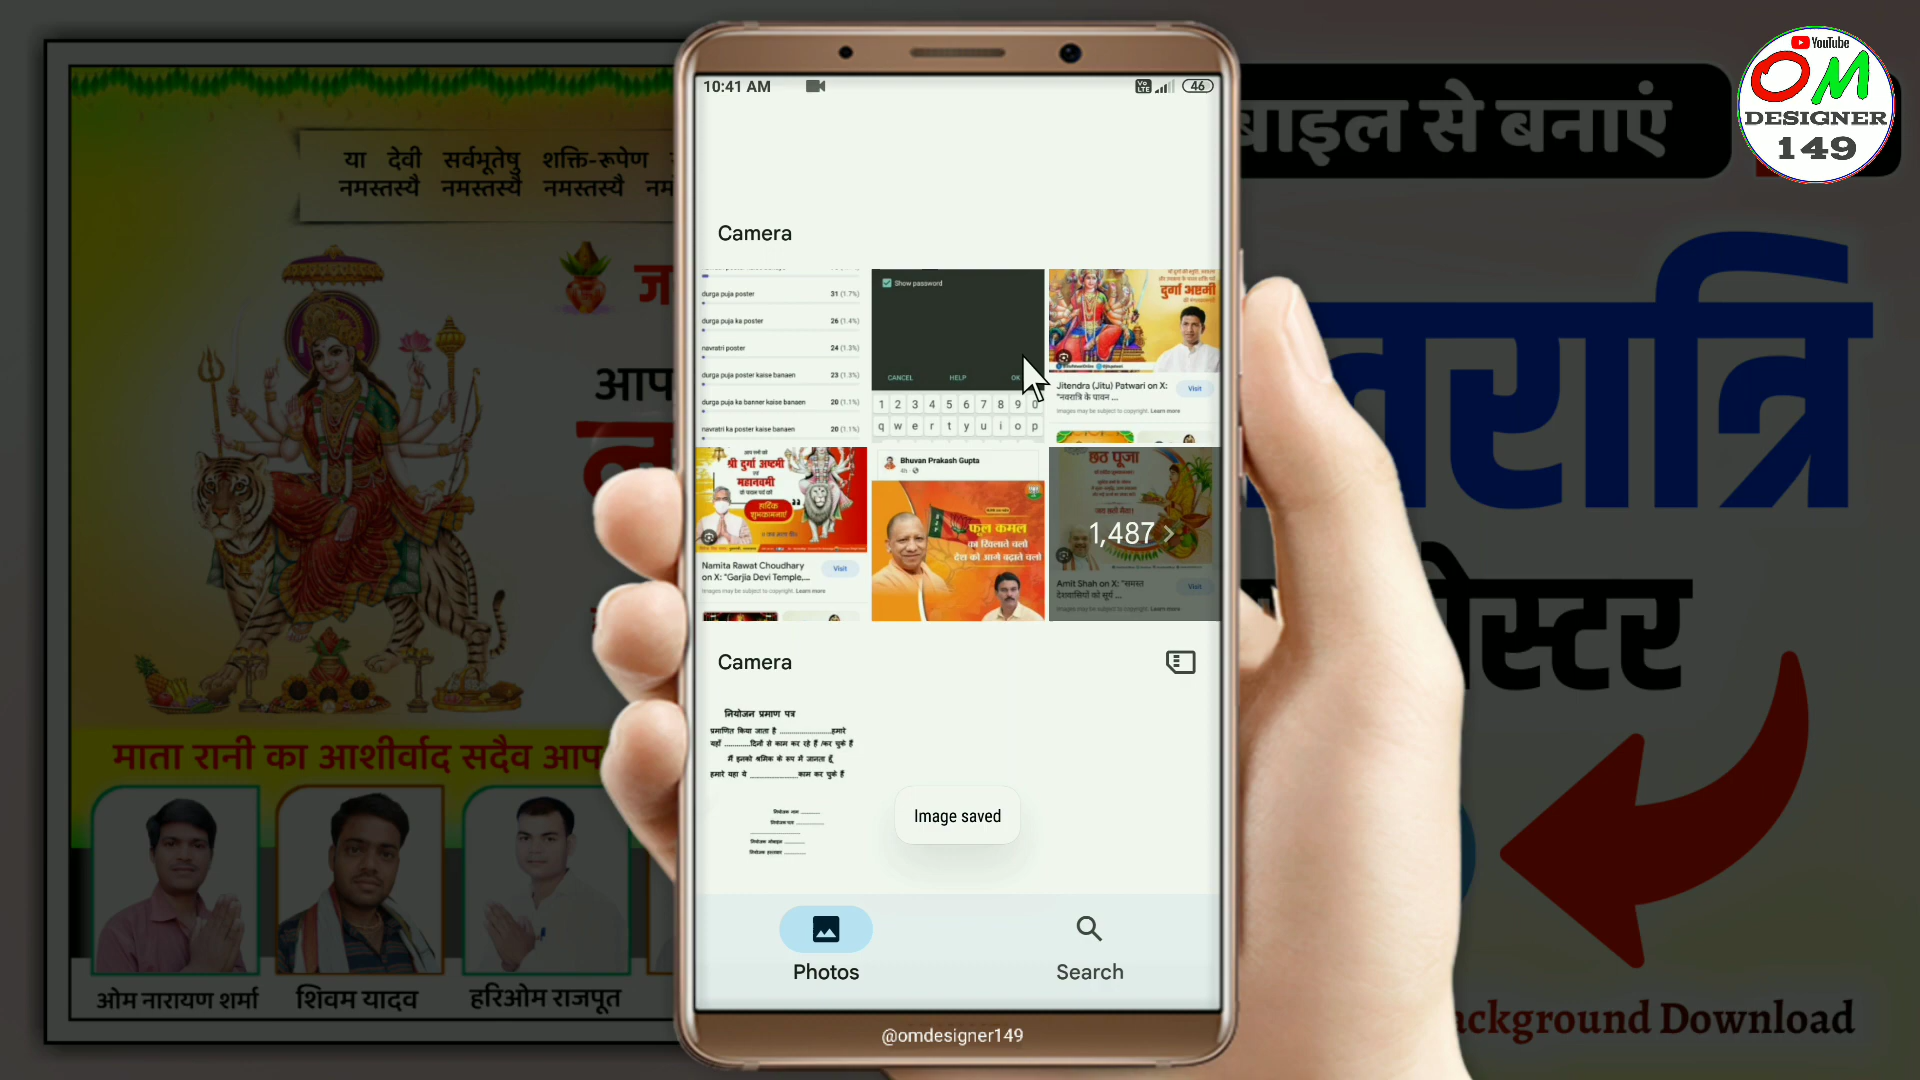 YouTube
OM
DESIGNER
149
या देवी सर्वभूतेषु शक्ति-रूपेण
नमस्तस्यै नमस्तस्यै नमस्तस्यै
आप
माता रानी का आशीर्वाद सदैव आप
ओम नारायण शर्मा
शिवम यादव
हरिओम राजपूत
10:41 AM
46
Camera
durga puja poster 31 (1.7%)
durga puja ka poster 26 (1.4%)
navratri poster 24 (1.3%)
durga puja poster kaise banaen 23 (1.3%)
durga puja ka banner kaise banaen 20 (1.1%)
navratri ka poster kaise banaen 20 (1.1%)
Show password
CANCEL HELP OK
1 2 3 4 5 6 7 8 9 0
q w e r t y u i o p
दुर्गा अष्टमी
Jitendra (Jitu) Patwari on X:
"नवरात्रि के पावन ...
Visit
Images may be subject to copyright. Learn more
श्री दुर्गा अष्टमी
एवं
महानवमी
हार्दिक
शुभकामनाएं
Namita Rawat Choudhary
on X: "Garjia Devi Temple,...
Visit
Images may be subject to copyright. Learn more
Bhuvan Prakash Gupta
फूल कमल
का खिलाते चलो
देश को आगे बढ़ाते चलो
छठ पूजा
1,487
Amit Shah on X: "समस्त
देशवासियों को सूर्य ...
Visit
Images may be subject to copyright. Learn more
Camera
नियोजन प्रमाण पत्र
प्रमाणित किया जाता है ........................हमारे
यहाँ ............दिनों से काम कर रहे हैं /कर चुके हैं
मैं इनको श्रमिक के रूप में जानता हूँ
हमारे यहा ये ......................काम कर चुके हैं
Image saved
Photos
Search
@omdesigner149
बाइल से बनाएं
रात्रि
ोस्टर
ackground Download